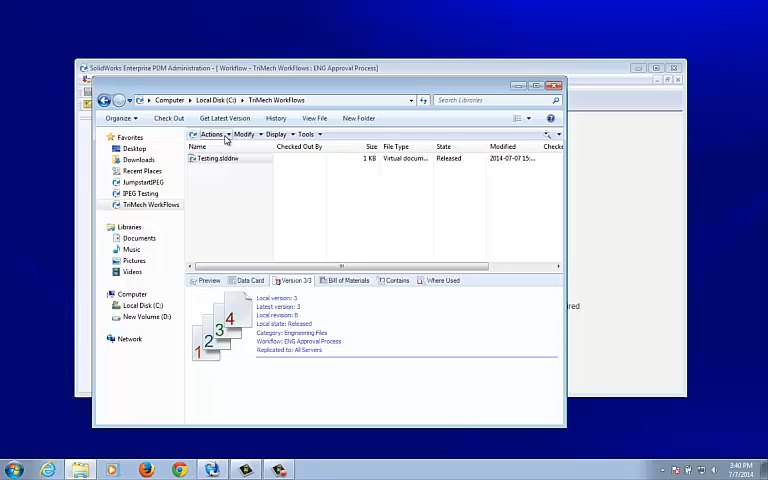 SolidWorks Enterprise PDM Administration - [ Workflow - TriMech WorkFlows : ENG Approval Process]
Computer Local Disk (C:) TriMech WorkFlows
Search Libraries
Organize Check Out Get Latest Version History View File New Folder
Actions Modify Display Tools
Name Checked Out By Size File Type State Modified Checke
Testing.slddrw 1 KB Virtual docum... Released 2014-07-07 15:...
Favorites
Desktop
Downloads
Recent Places
JumpstartJPEG
JPEG Testing
TriMech WorkFlows
Libraries
Documents
Music
Pictures
Videos
Computer
Local Disk (C:)
New Volume (D:)
Network
Preview Data Card Version 3/3 Bill of Materials Contains Where Used
1 2 3 4
Local version: 3
Latest version: 3
Local revision: B
Local state: Released
Category: Engineering Files
Workflow: ENG Approval Process
Replicated to: All Servers
3:40 PM
7/7/2014